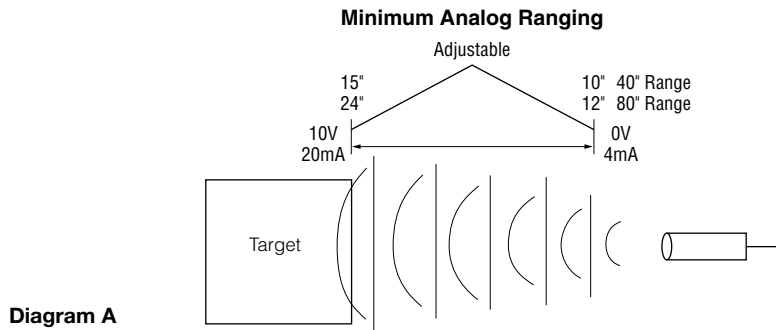 Minimum Analog Ranging
Adjustable
15" 10" 40" Range
24" 12" 80" Range
10V 0V
20mA 4mA
Target
Diagram A